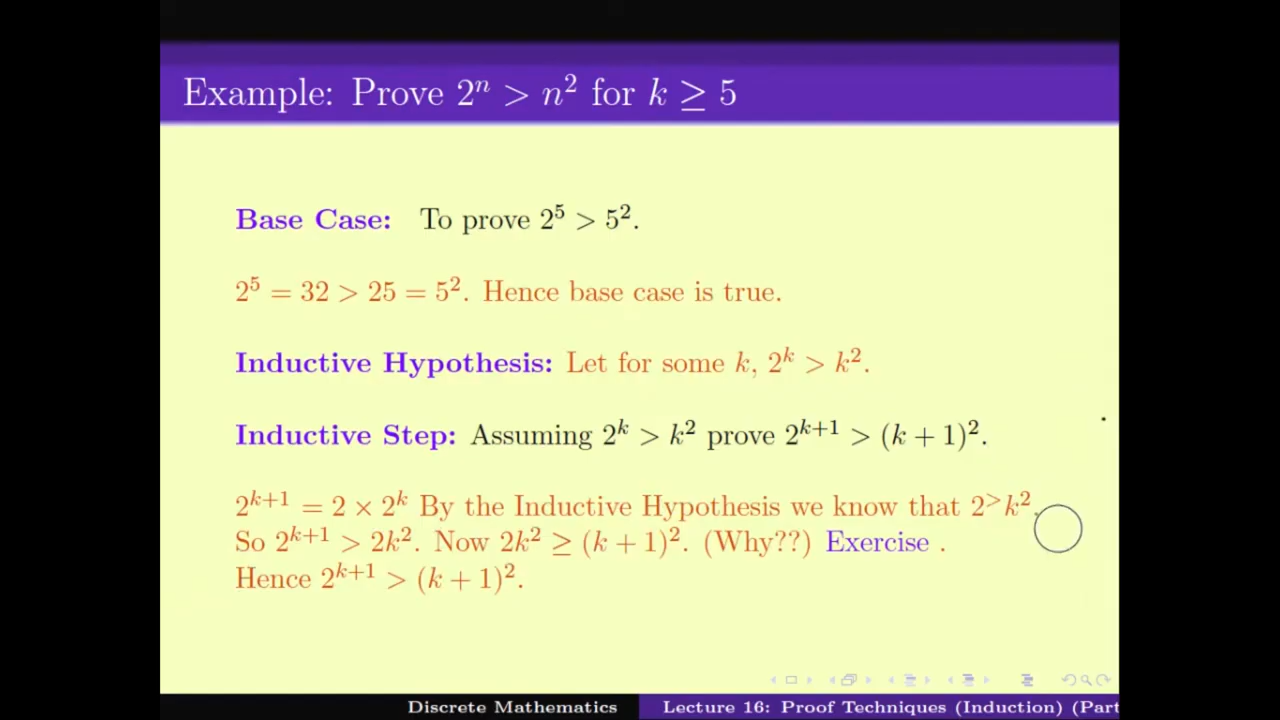 Example: Prove 2ⁿ > n² for k ≥ 5
Base Case: To prove 2⁵ > 5².
2⁵ = 32 > 25 = 5². Hence base case is true.
Inductive Hypothesis: Let for some k, 2ᵏ > k².
Inductive Step: Assuming 2ᵏ > k² prove 2ᵏ⁺¹ > (k + 1)².
2ᵏ⁺¹ = 2 × 2ᵏ By the Inductive Hypothesis we know that 2^> k².
So 2ᵏ⁺¹ > 2k². Now 2k² ≥ (k + 1)². (Why??) Exercise .
Hence 2ᵏ⁺¹ > (k + 1)².
Discrete Mathematics
Lecture 16: Proof Techniques (Induction) (Part